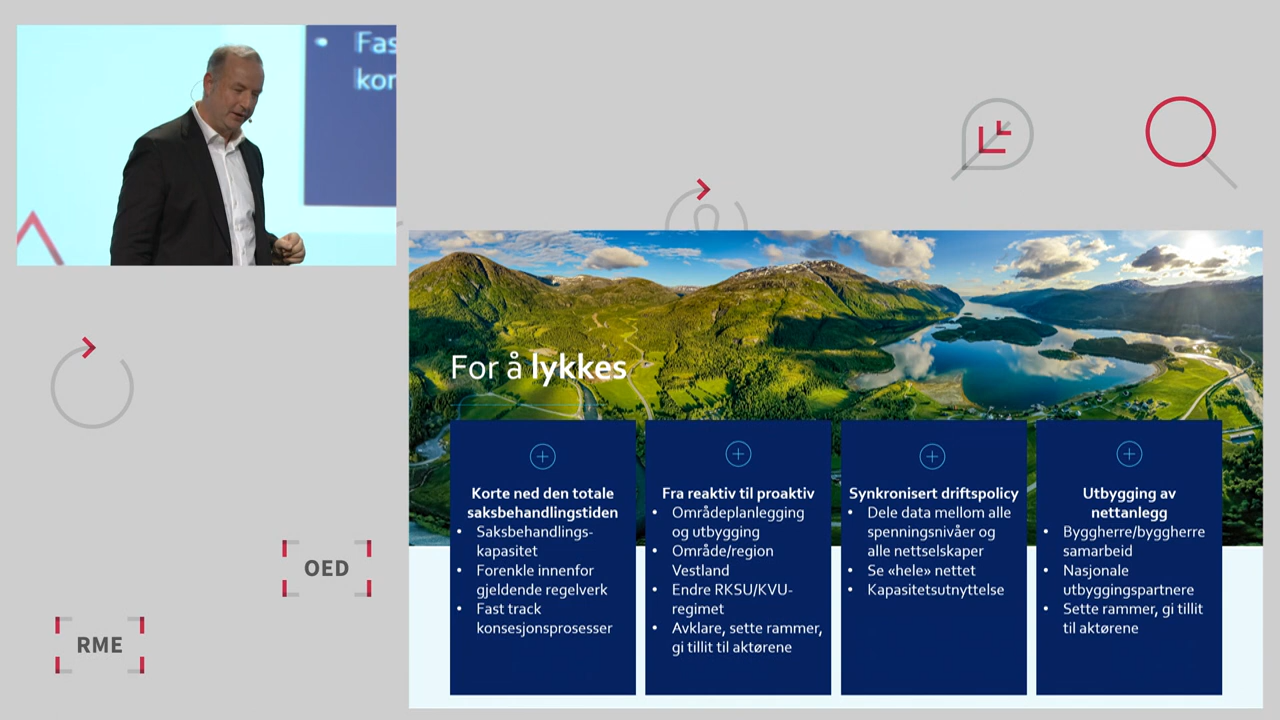 • Fas
kor
For å lykkes
Korte ned den totale
saksbehandlingstiden
• Saksbehandlings-
kapasitet
• Forenkle innenfor
gjeldende regelverk
• Fast track
konsesjonsprosesser
Fra reaktiv til proaktiv
• Områdeplanlegging
og utbygging
• Område/region
Vestland
• Endre RKSU/KVU-
regimet
• Avklare, sette rammer,
gi tillit til aktørene
Synkronisert driftspolicy
• Dele data mellom alle
spenningsnivåer og
alle nettselskaper
• Se «hele» nettet
• Kapasitetsutnyttelse
Utbygging av
nettanlegg
• Byggherre/byggherre
samarbeid
• Nasjonale
utbyggingspartnere
• Sette rammer, gi tillit
til aktørene
OED
RME